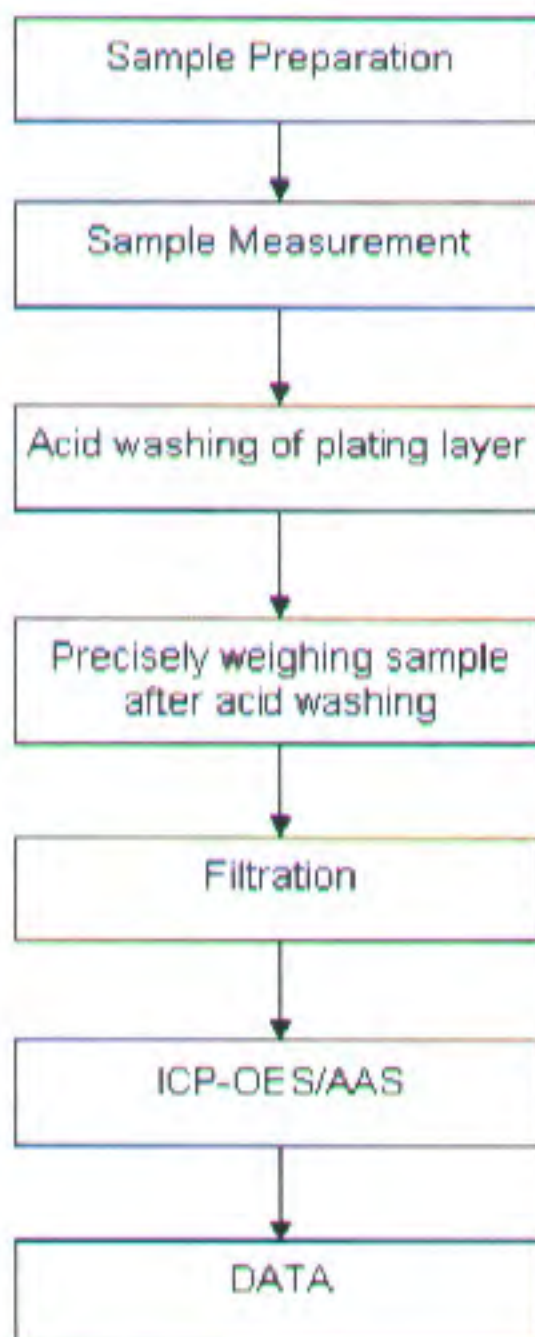 Sample Preparation
Sample Measurement
Acid washing of plating layer
Precisely weighing sample
after acid washing
Filtration
ICP-OES/AAS
DATA